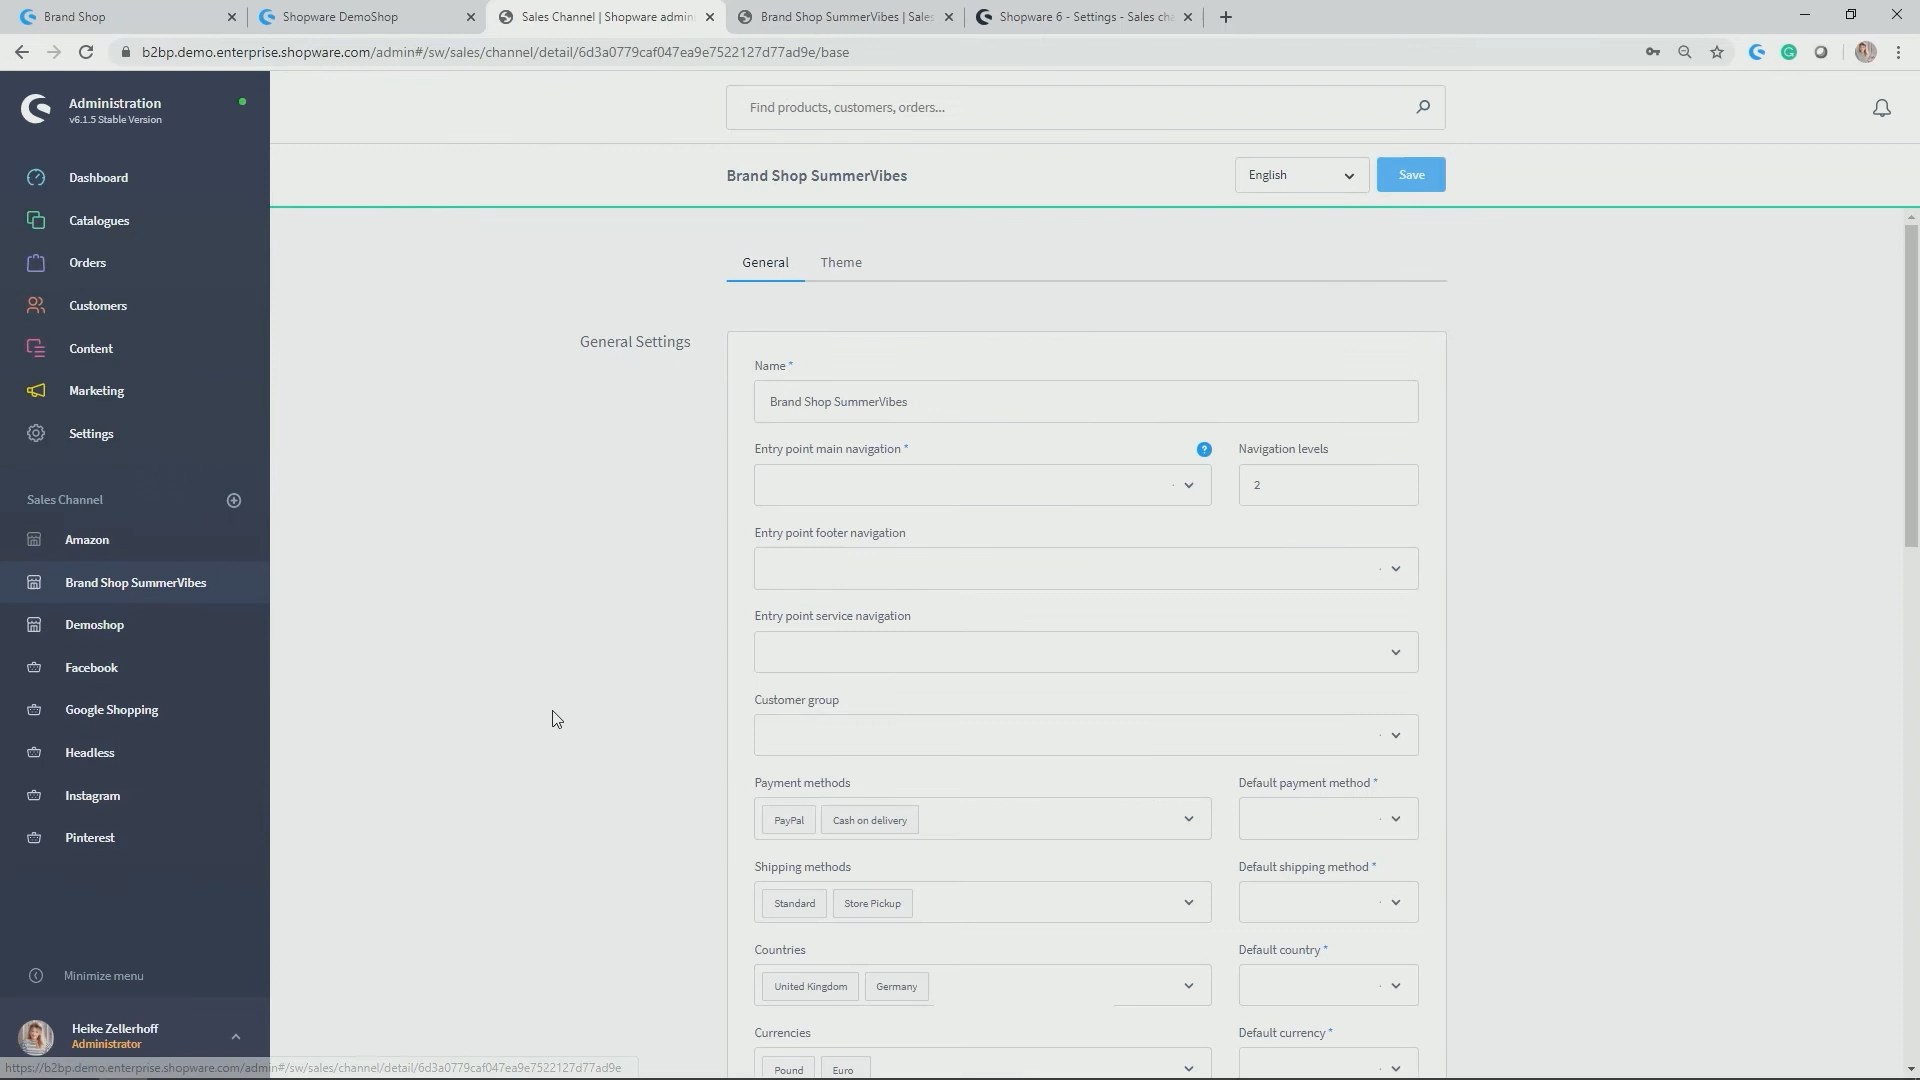 Brand Shop
Shopware DemoShop
Sales Channel | Shopware admin
Brand Shop SummerVibes | Sales
Shopware 6 - Settings - Sales cha
b2bp.demo.enterprise.shopware.com/admin#/sw/sales/channel/detail/6d3a0779caf047ea9e7522127d77ad9e/base
Administration
v6.1.5 Stable Version
Find products, customers, orders...
Brand Shop SummerVibes
English
Save
Dashboard
Catalogues
Orders
Customers
Content
Marketing
Settings
Sales Channel
Amazon
Brand Shop SummerVibes
Demoshop
Facebook
Google Shopping
Headless
Instagram
Pinterest
Minimize menu
Heike Zellerhoff
Administrator
General
Theme
General Settings
Name *
Brand Shop SummerVibes
Entry point main navigation *
?
Navigation levels
2
Entry point footer navigation
Entry point service navigation
Customer group
Payment methods
Default payment method *
PayPal
Cash on delivery
Shipping methods
Default shipping method *
Standard
Store Pickup
Countries
Default country *
United Kingdom
Germany
Currencies
Default currency *
Pound
Euro
https://b2bp.demo.enterprise.shopware.com/admin#/sw/sales/channel/detail/6d3a0779caf047ea9e7522127d77ad9e